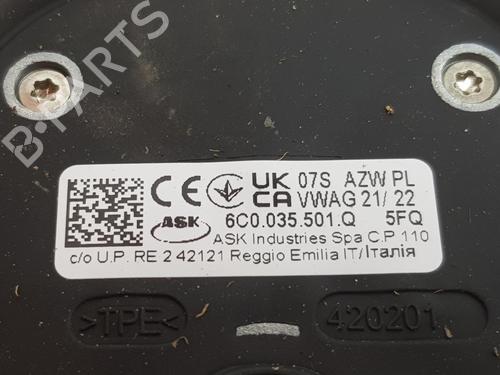 B-PARTS
CE UK CA 07S AZW PL
VWAG 21/ 22
ASK 6C0.035.501.Q 5FQ
ASK Industries Spa C.P. 110
c/o U.P. RE 2 42121 Reggio Emilia IT/Італія
>TPE<
420201